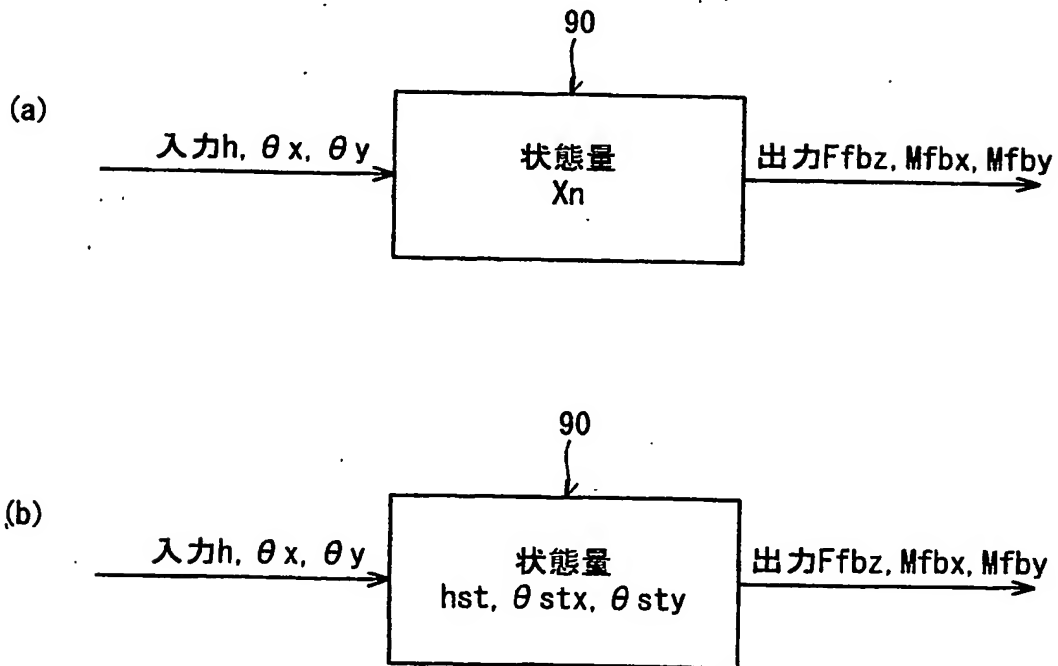 90
(a)
入力h, θx, θy
状態量
Xn
出力Ffbz, Mfbx, Mfby
90
(b)
入力h, θx, θy
状態量
hst, θstx, θsty
出力Ffbz, Mfbx, Mfby